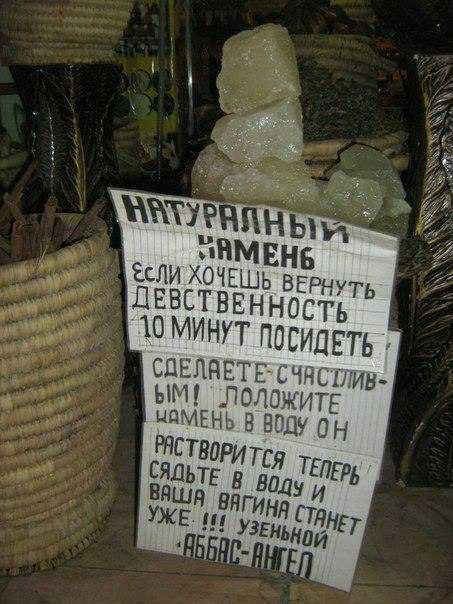 НАТУРАЛНЫЙ
КАМЕНЬ
ЕСЛИ ХОЧЕШЬ ВЕРНУТЬ
ДЕВСТВЕННОСТЬ
10 МИНУТ ПОСИДЕТЬ
СДЕЛАЕТЕ СЧАСТЛИВ-
ЫМ! ПОЛОЖИТЕ
КАМЕНЬ В ВОДУ ОН
РАСТВОРИТСЯ ТЕПЕРЬ
СЯДЬТЕ В ВОДУ И
ВАША ВАГИНА СТАНЕТ
УЖЕ !!! УЗЕНЬКОЙ
АББАС-АНГЕЛ